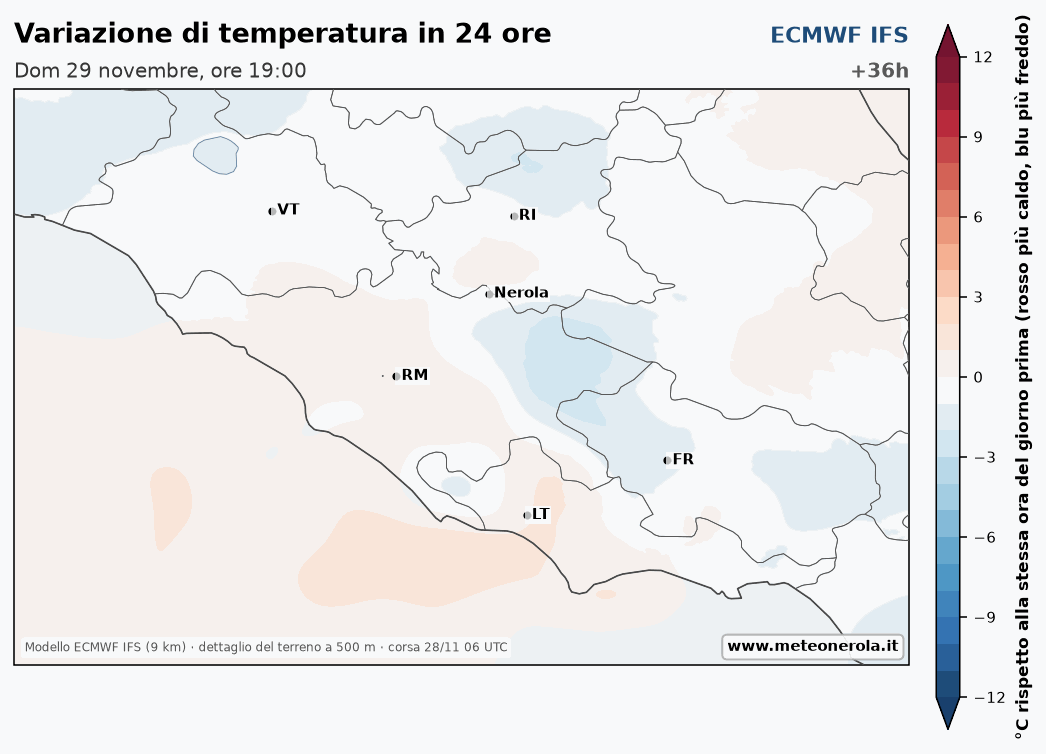 Variazione di temperatura in 24 ore
ECMWF IFS
Dom 29 novembre, ore 19:00
+36h
VT
RI
Nerola
RM
FR
LT
Modello ECMWF IFS (9 km) · dettaglio del terreno a 500 m · corsa 28/11 06 UTC
www.meteonerola.it
12
9
6
3
0
−3
−6
−9
−12
°C rispetto alla stessa ora del giorno prima (rosso più caldo, blu più freddo)